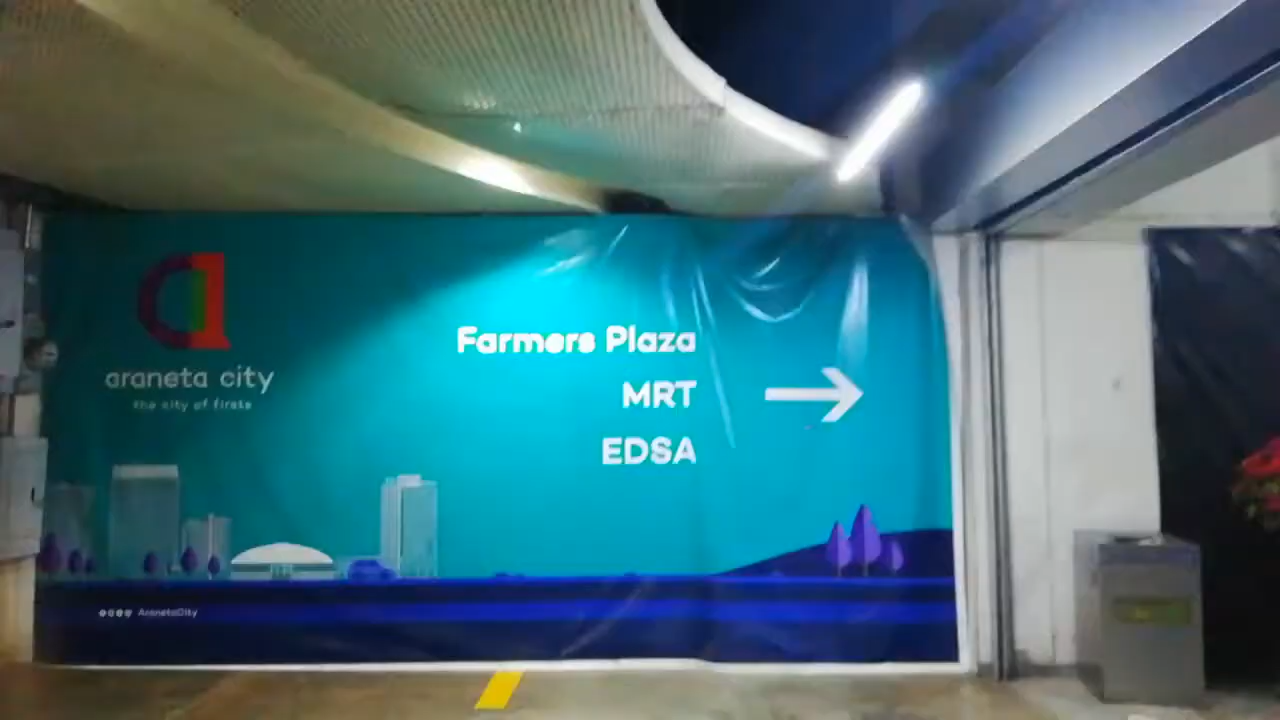 araneta city
the city of firsts
Farmers Plaza
MRT
EDSA
AranetaCity